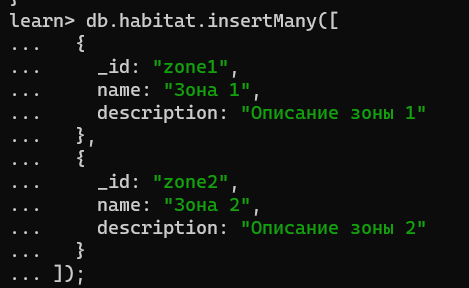 learn> db.habitat.insertMany([
...   {
...     _id: "zone1",
...     name: "Зона 1",
...     description: "Описание зоны 1"
...   },
...   {
...     _id: "zone2",
...     name: "Зона 2",
...     description: "Описание зоны 2"
...   }
... ]);